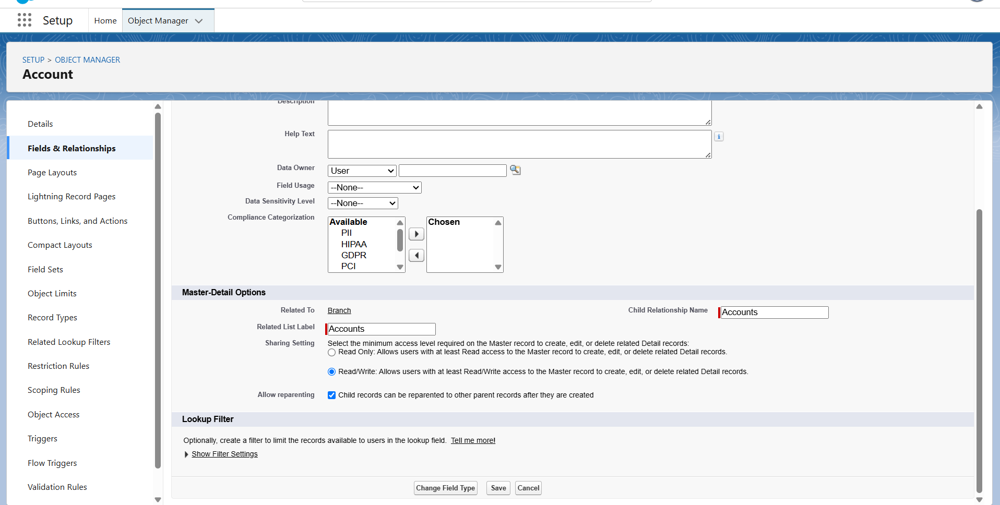 Setup
Home
Object Manager
SETUP > OBJECT MANAGER
Account
Details
Fields & Relationships
Page Layouts
Lightning Record Pages
Buttons, Links, and Actions
Compact Layouts
Field Sets
Object Limits
Record Types
Related Lookup Filters
Restriction Rules
Scoping Rules
Object Access
Triggers
Flow Triggers
Validation Rules
Description
Help Text
Data Owner User
Field Usage --None--
Data Sensitivity Level --None--
Compliance Categorization
Available
PII
HIPAA
GDPR
PCI
Chosen
Master-Detail Options
Related To Branch
Child Relationship Name Accounts
Related List Label Accounts
Sharing Setting Select the minimum access level required on the Master record to create, edit, or delete related Detail records:
Read Only: Allows users with at least Read access to the Master record to create, edit, or delete related Detail records.
Read/Write: Allows users with at least Read/Write access to the Master record to create, edit, or delete related Detail records.
Allow reparenting Child records can be reparented to other parent records after they are created
Lookup Filter
Optionally, create a filter to limit the records available to users in the lookup field. Tell me more!
Show Filter Settings
Change Field Type Save Cancel